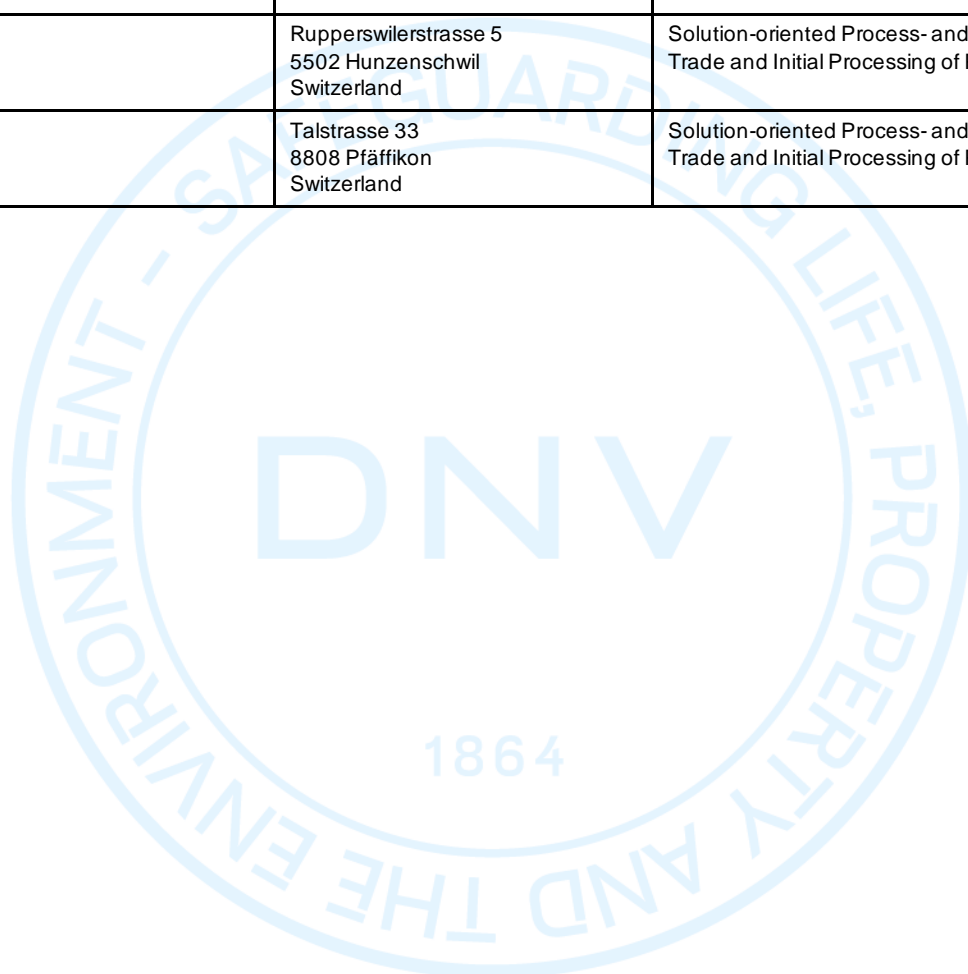 Rupperswilerstrasse 5
5502 Hunzenschwil
Switzerland
Solution-oriented Process- and
Trade and Initial Processing of
Talstrasse 33
8808 Pfäffikon
Switzerland
Solution-oriented Process- and
Trade and Initial Processing of
SAFEGUARDING LIFE, PROPERTY AND THE ENVIRONMENT -
DNV
1864